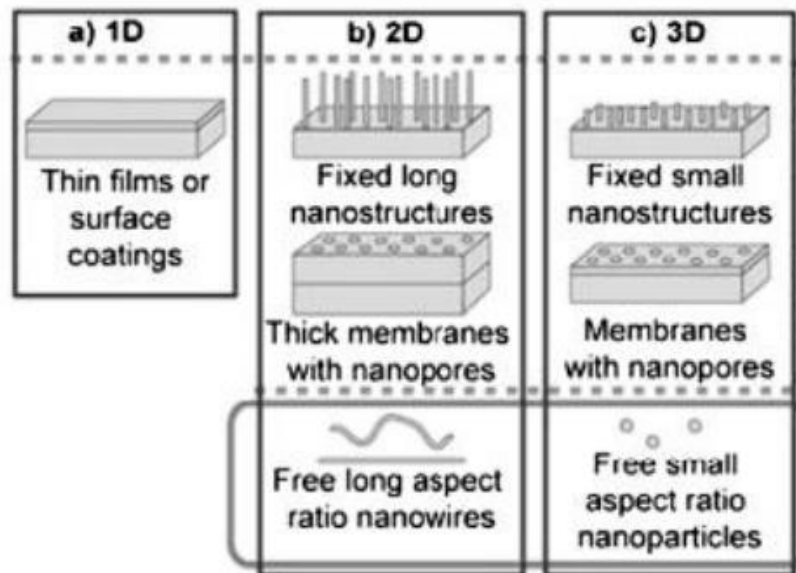 a) 1D
Thin films or
surface
coatings
b) 2D
Fixed long
nanostructures
Thick membranes
with nanopores
Free long aspect
ratio nanowires
c) 3D
Fixed small
nanostructures
Membranes
with nanopores
Free small
aspect ratio
nanoparticles